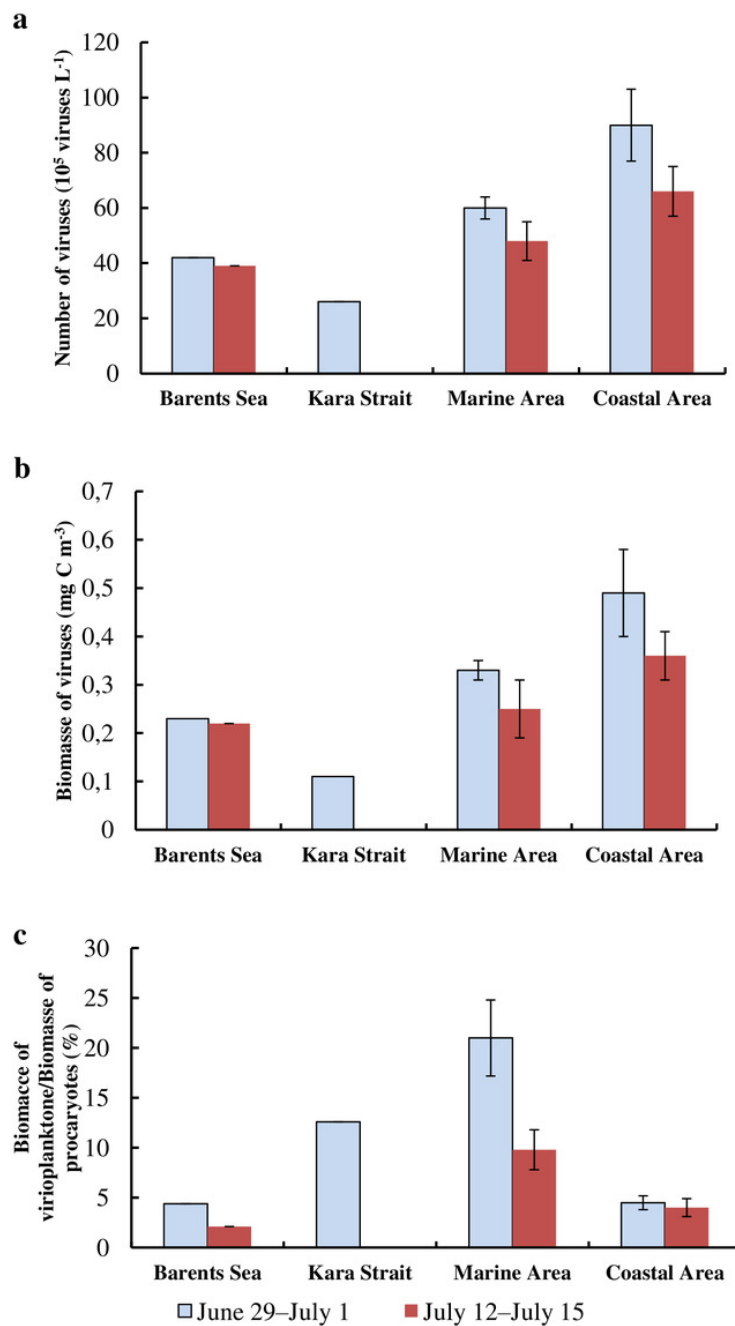 a
Number of viruses (10⁵ viruses L⁻¹)
120
100
80
60
40
20
0
Barents Sea Kara Strait Marine Area Coastal Area
b
Biomasse of viruses (mg C m⁻³)
0,7
0,6
0,5
0,4
0,3
0,2
0,1
0
Barents Sea Kara Strait Marine Area Coastal Area
c
Biomacce of
virioplanktone/Biomasse of
procaryotes (%)
30
25
20
15
10
5
0
Barents Sea Kara Strait Marine Area Coastal Area
June 29–July 1 July 12–July 15